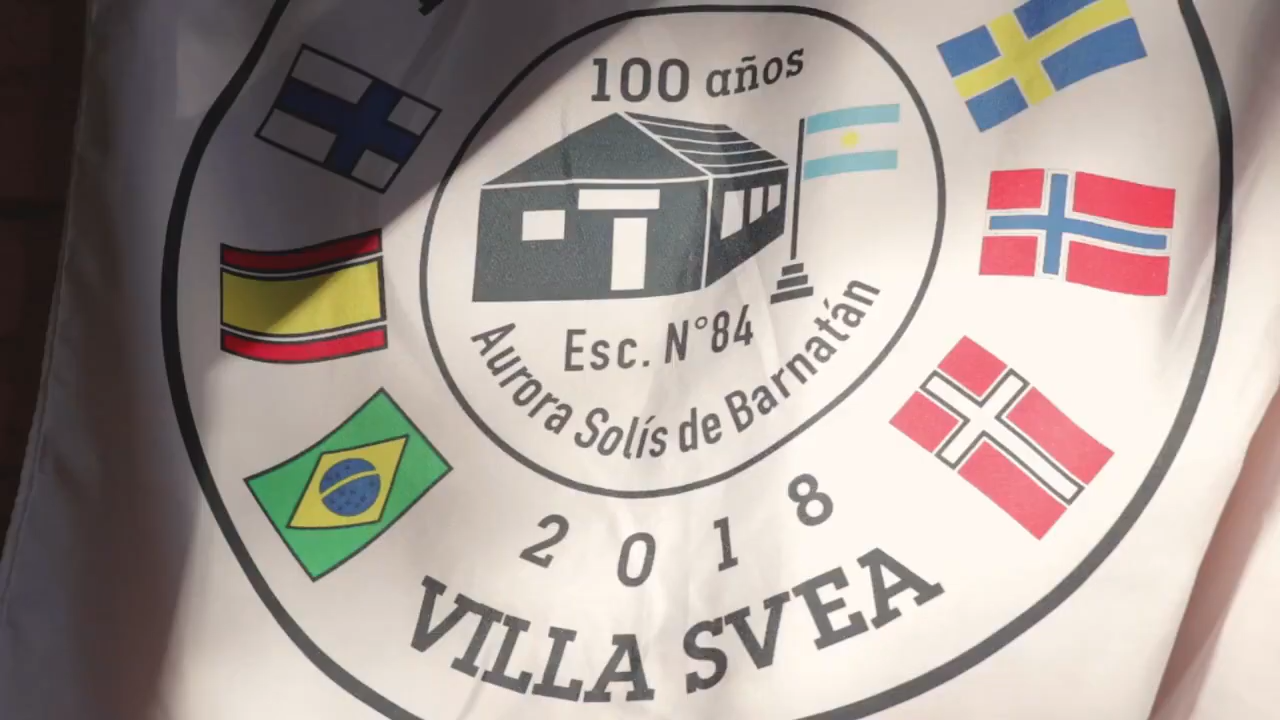 100 años
Esc. N°84
Aurora Solís de Barnatán
2018
VILLA SVEA